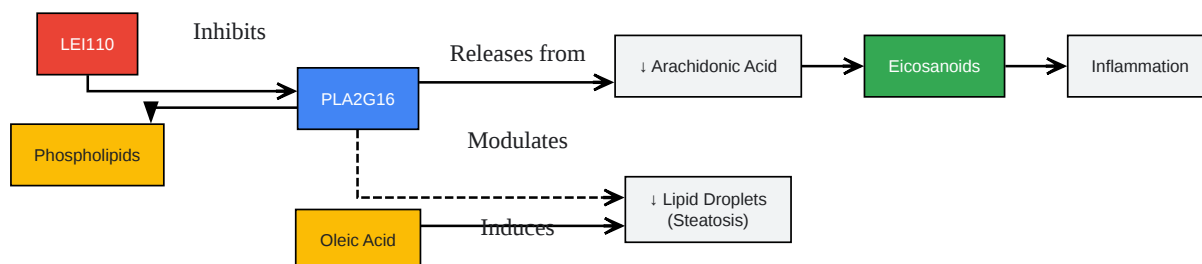 LEI110
Inhibits
Releases from
↓ Arachidonic Acid
Eicosanoids
Inflammation
PLA2G16
Phospholipids
Modulates
↓ Lipid Droplets
(Steatosis)
Oleic Acid
Induces